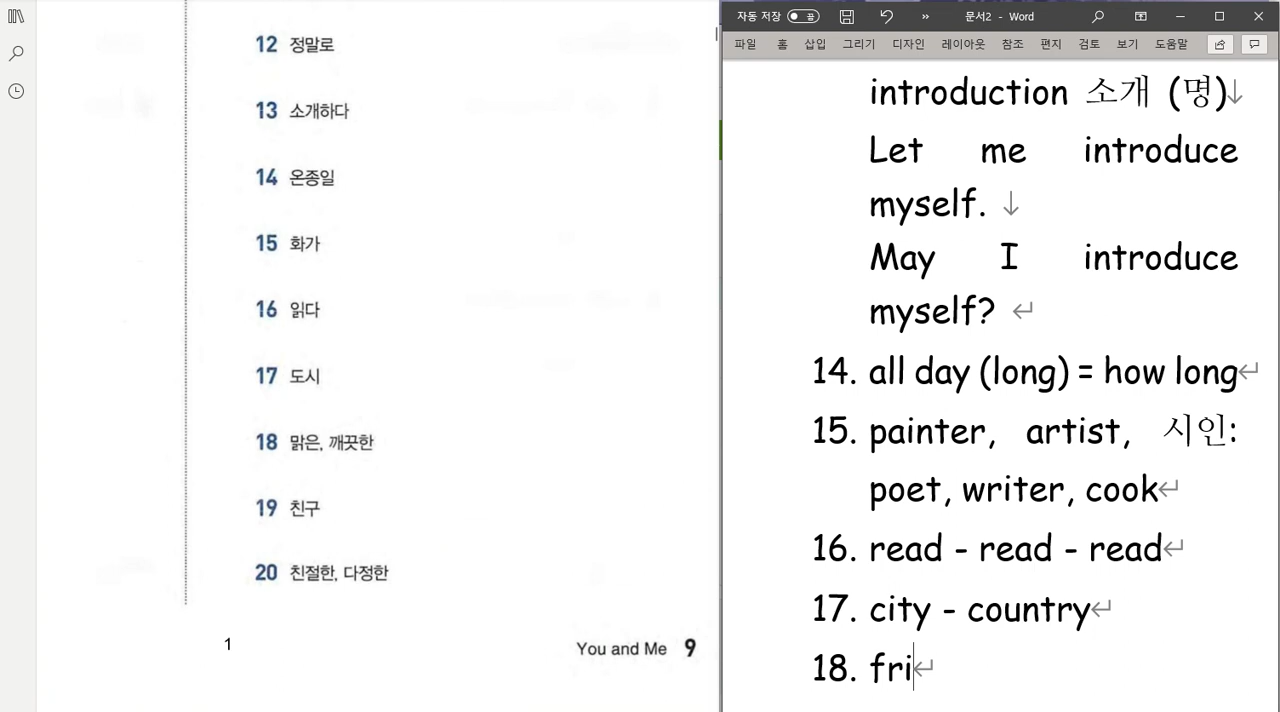 12 정말로
13 소개하다
14 온종일
15 화가
16 읽다
17 도시
18 맑은, 깨끗한
19 친구
20 친절한, 다정한
1
You and Me 9
자동 저장 끔 문서2 - Word
파일 홈 삽입 그리기 디자인 레이아웃 참조 편지 검토 보기 도움말
introduction 소개 (명)↓
Let me introduce
myself. ↓
May I introduce
myself? ↵
14. all day (long) = how long↵
15. painter, artist, 시인:
poet, writer, cook↵
16. read - read - read↵
17. city - country↵
18. fri↵